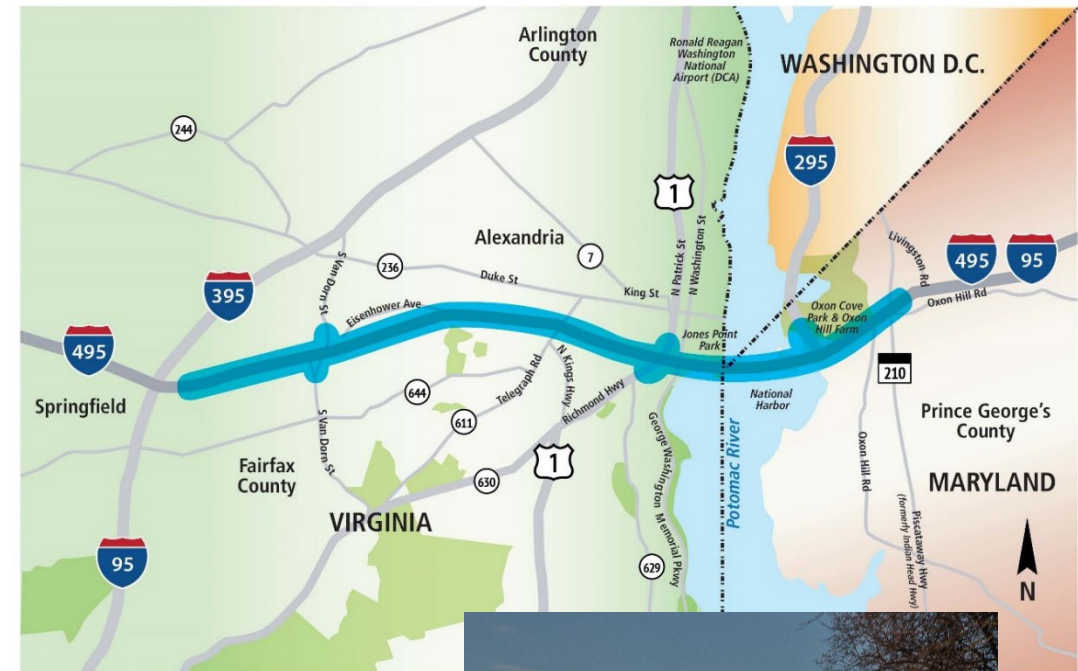 Arlington
County
Ronald Reagan
Washington
National
Airport (DCA)
WASHINGTON D.C.
244
295
1
Alexandria
S Van Dorn St
236
7
N Patrick St
N Washington St
Livingston Rd
495
95
395
Duke St
King St
Eisenhower Ave
Oxon Cove
Park & Oxon
Hill Farm
Oxon Hill Rd
Jones Point
Park
495
210
Springfield
644
Telegraph Rd
N Kings Hwy
Richmond Hwy
National
Harbor
Prince George's
County
S Van Dorn St
611
George Washington Memorial Pkwy
Potomac River
Oxon Hill Rd
Fairfax
County
630
1
MARYLAND
VIRGINIA
Piscataway Hwy
(formerly Indian Head Hwy)
95
629
N